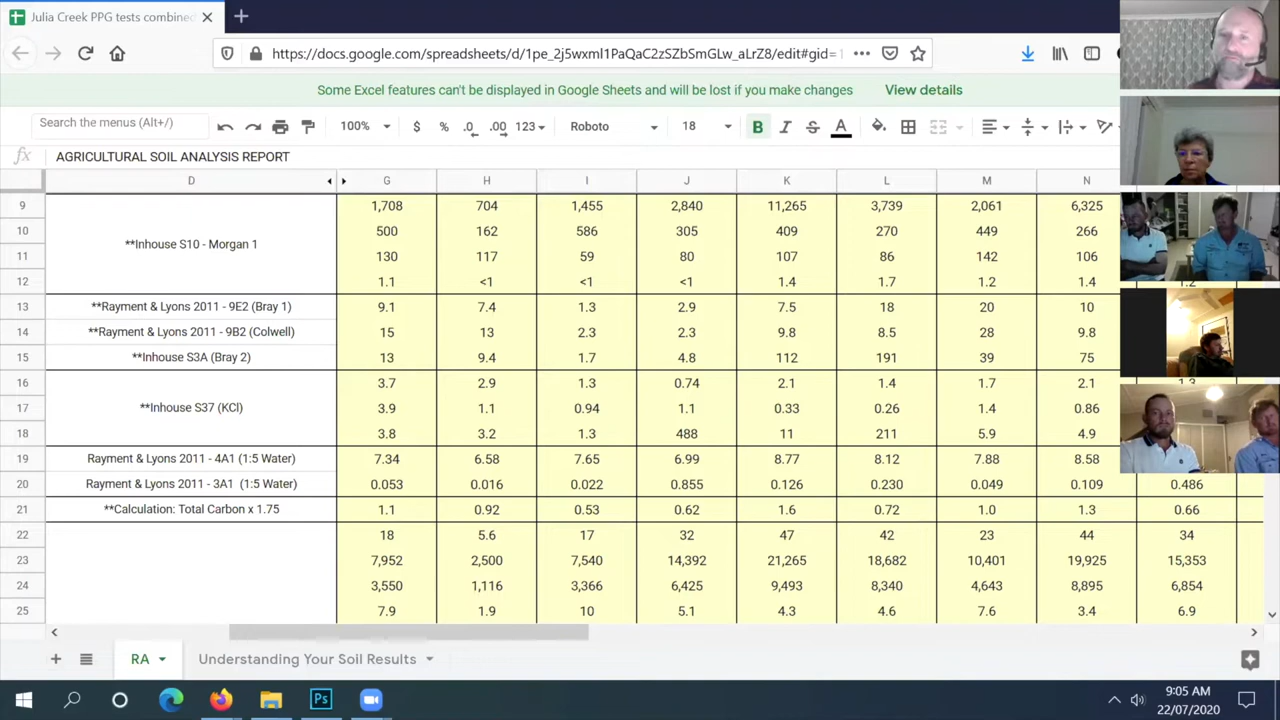 Julia Creek PPG tests combined
https://docs.google.com/spreadsheets/d/1pe_2j5wxml1PaQaC2zSZbSmGLw_aLrZ8/edit#gid=1
Some Excel features can't be displayed in Google Sheets and will be lost if you make changes View details
Search the menus (Alt+/) 100% $ % .0 .00 123 Roboto 18 B I S A
fx AGRICULTURAL SOIL ANALYSIS REPORT
D G H I J K L M N
9 1,708 704 1,455 2,840 11,265 3,739 2,061 6,325
10 500 162 586 305 409 270 449 266
**Inhouse S10 - Morgan 1
11 130 117 59 80 107 86 142 106
12 1.1 <1 <1 <1 1.4 1.7 1.2 1.4 1.2
13 **Rayment & Lyons 2011 - 9E2 (Bray 1) 9.1 7.4 1.3 2.9 7.5 18 20 10
14 **Rayment & Lyons 2011 - 9B2 (Colwell) 15 13 2.3 2.3 9.8 8.5 28 9.8
15 **Inhouse S3A (Bray 2) 13 9.4 1.7 4.8 112 191 39 75
16 3.7 2.9 1.3 0.74 2.1 1.4 1.7 2.1 1.3
17 **Inhouse S37 (KCl) 3.9 1.1 0.94 1.1 0.33 0.26 1.4 0.86
18 3.8 3.2 1.3 488 11 211 5.9 4.9
19 Rayment & Lyons 2011 - 4A1 (1:5 Water) 7.34 6.58 7.65 6.99 8.77 8.12 7.88 8.58
20 Rayment & Lyons 2011 - 3A1 (1:5 Water) 0.053 0.016 0.022 0.855 0.126 0.230 0.049 0.109 0.486
21 **Calculation: Total Carbon x 1.75 1.1 0.92 0.53 0.62 1.6 0.72 1.0 1.3 0.66
22 18 5.6 17 32 47 42 23 44 34
23 7,952 2,500 7,540 14,392 21,265 18,682 10,401 19,925 15,353
24 3,550 1,116 3,366 6,425 9,493 8,340 4,643 8,895 6,854
25 7.9 1.9 10 5.1 4.3 4.6 7.6 3.4 6.9
RA Understanding Your Soil Results
Ps
9:05 AM
22/07/2020